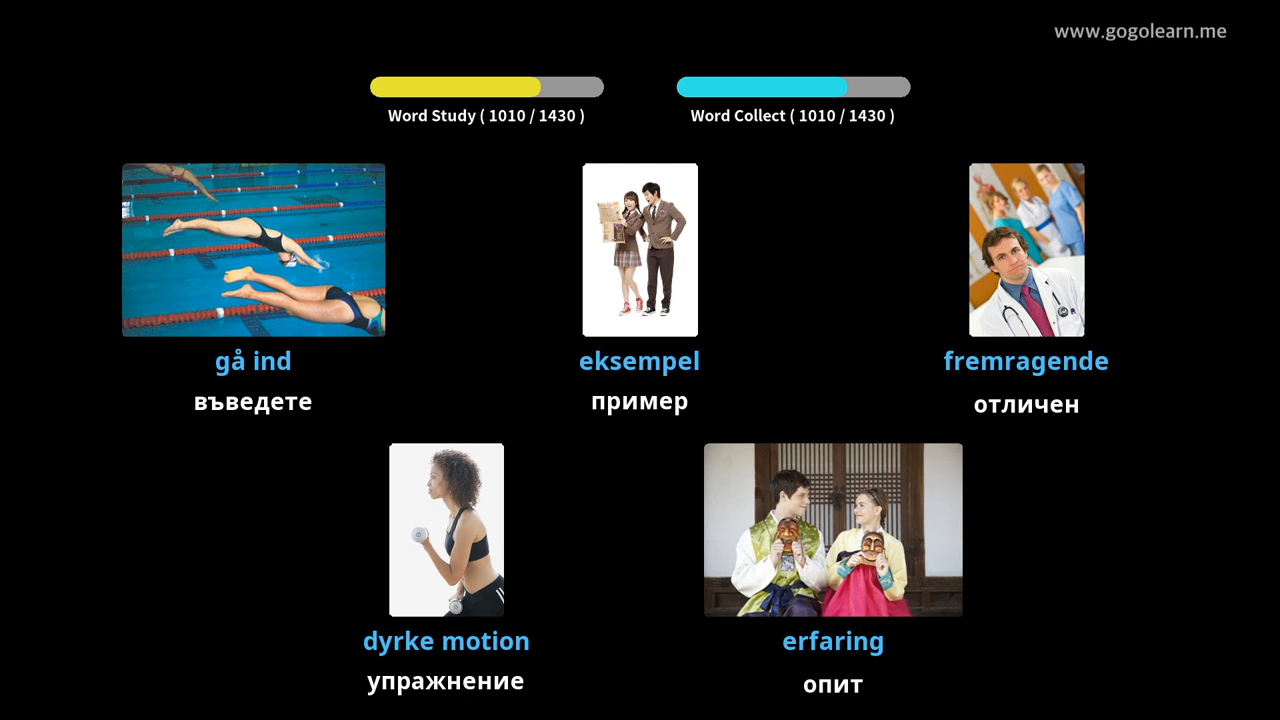 www.gogolearn.me
Word Study ( 1010 / 1430 )
Word Collect ( 1010 / 1430 )
gå ind
eksempel
fremragende
въведете
пример
отличен
dyrke motion
erfaring
упражнение
опит